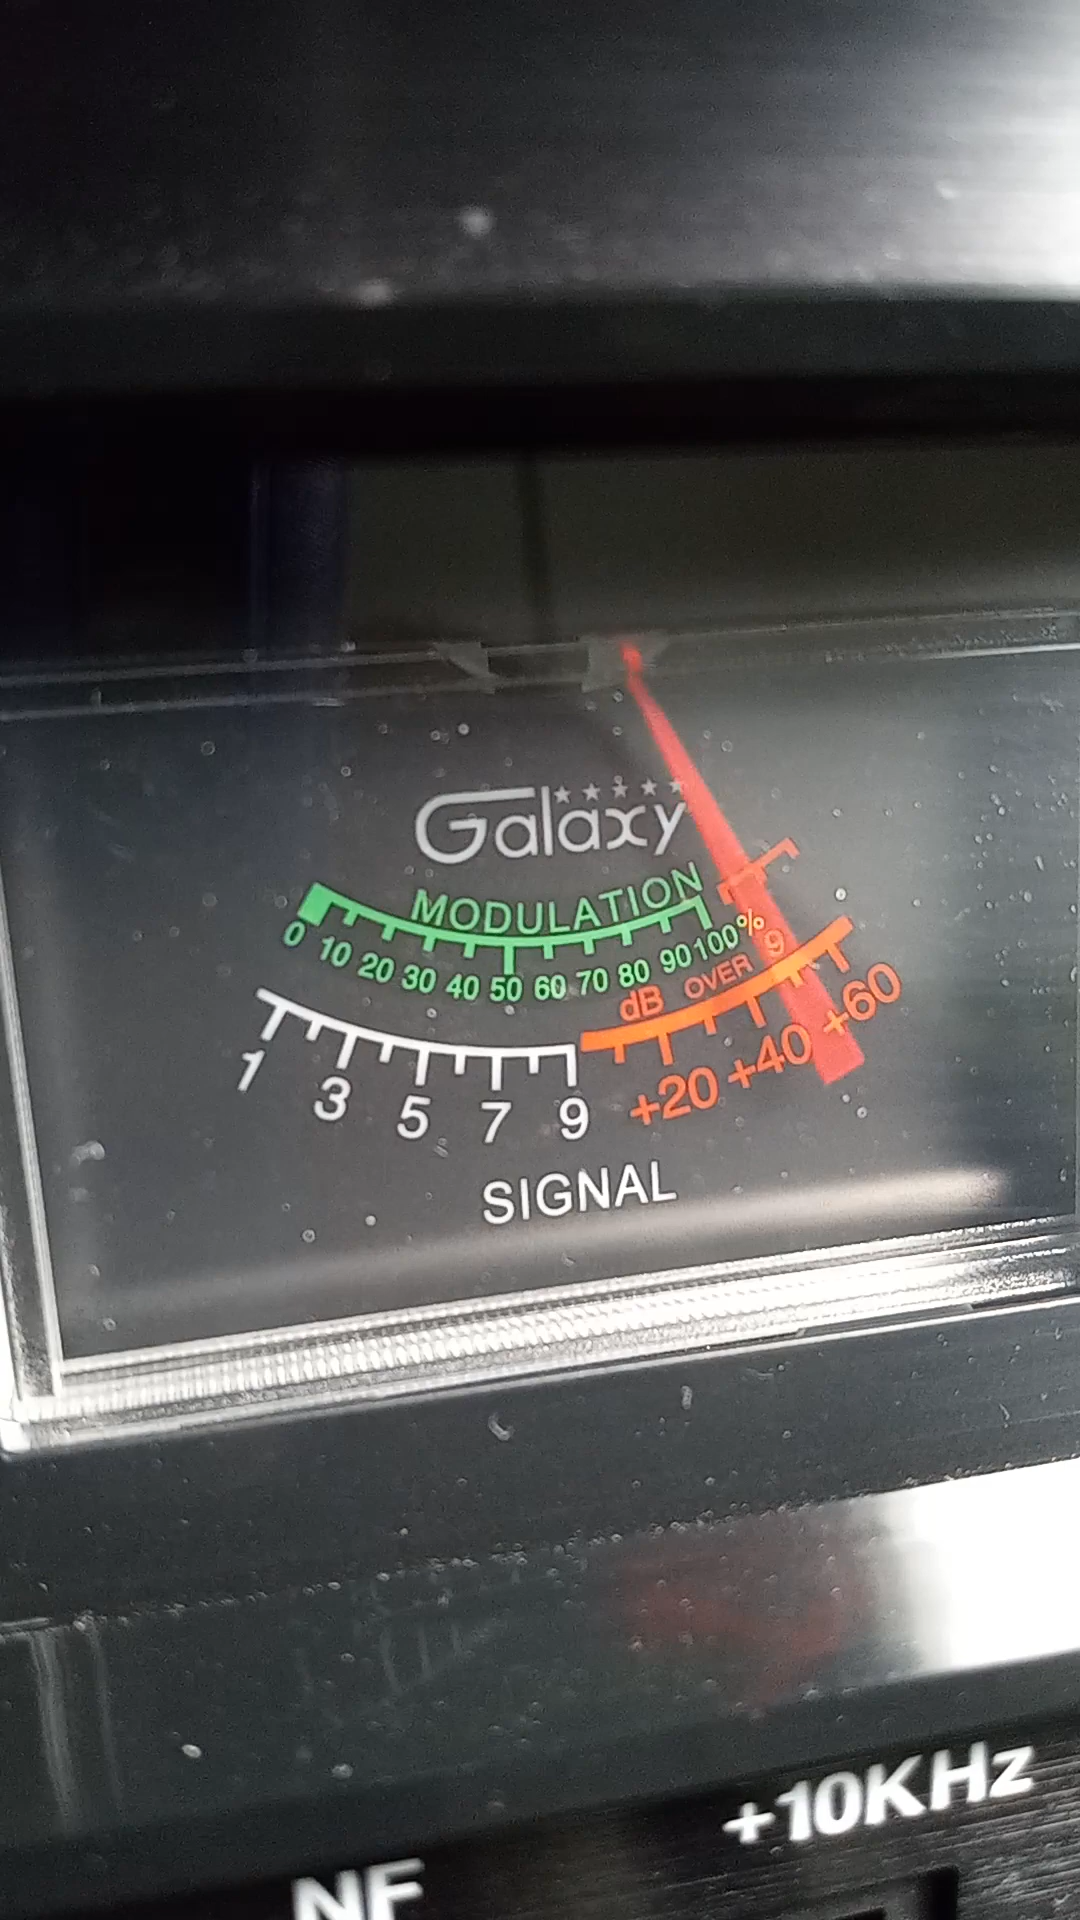 Galaxy
MODULATION
0 10 20 30 40 50 60 70 80 90 100%
dB OVER 9
1 3 5 7 9 +20 +40 +60
SIGNAL
+10KHz
NF